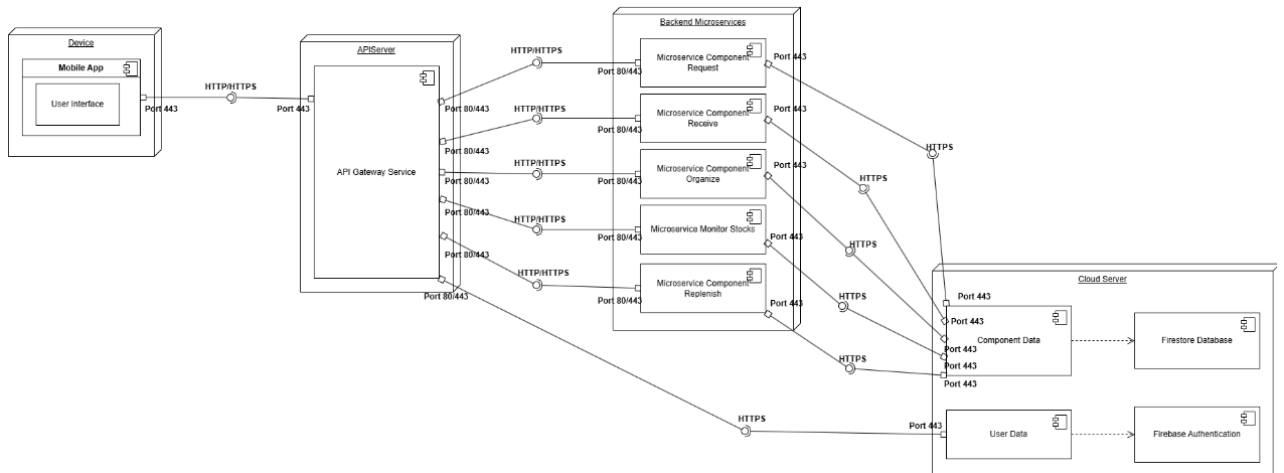 Device
Mobile App
User Interface
Port 443
HTTP/HTTPS
Port 443
APIServer
API Gateway Service
Port 80/443
Port 80/443
Port 80/443
Port 80/443
Port 80/443
Port 80/443
HTTP/HTTPS
HTTP/HTTPS
HTTP/HTTPS
HTTP/HTTPS
HTTP/HTTPS
Backend Microservices
Port 80/443
Microservice Component
Request
Port 443
Port 80/443
Microservice Component
Receive
Port 443
Port 80/443
Microservice Component
Organize
Port 443
Port 80/443
Microservice Monitor Stocks
Port 443
Port 80/443
Microservice Component
Replenish
Port 443
HTTPS
HTTPS
HTTPS
HTTPS
HTTPS
HTTPS
Cloud Server
Port 443
Port 443
Port 443
Port 443
Port 443
Component Data
Firestore Database
Port 443
User Data
Firebase Authentication